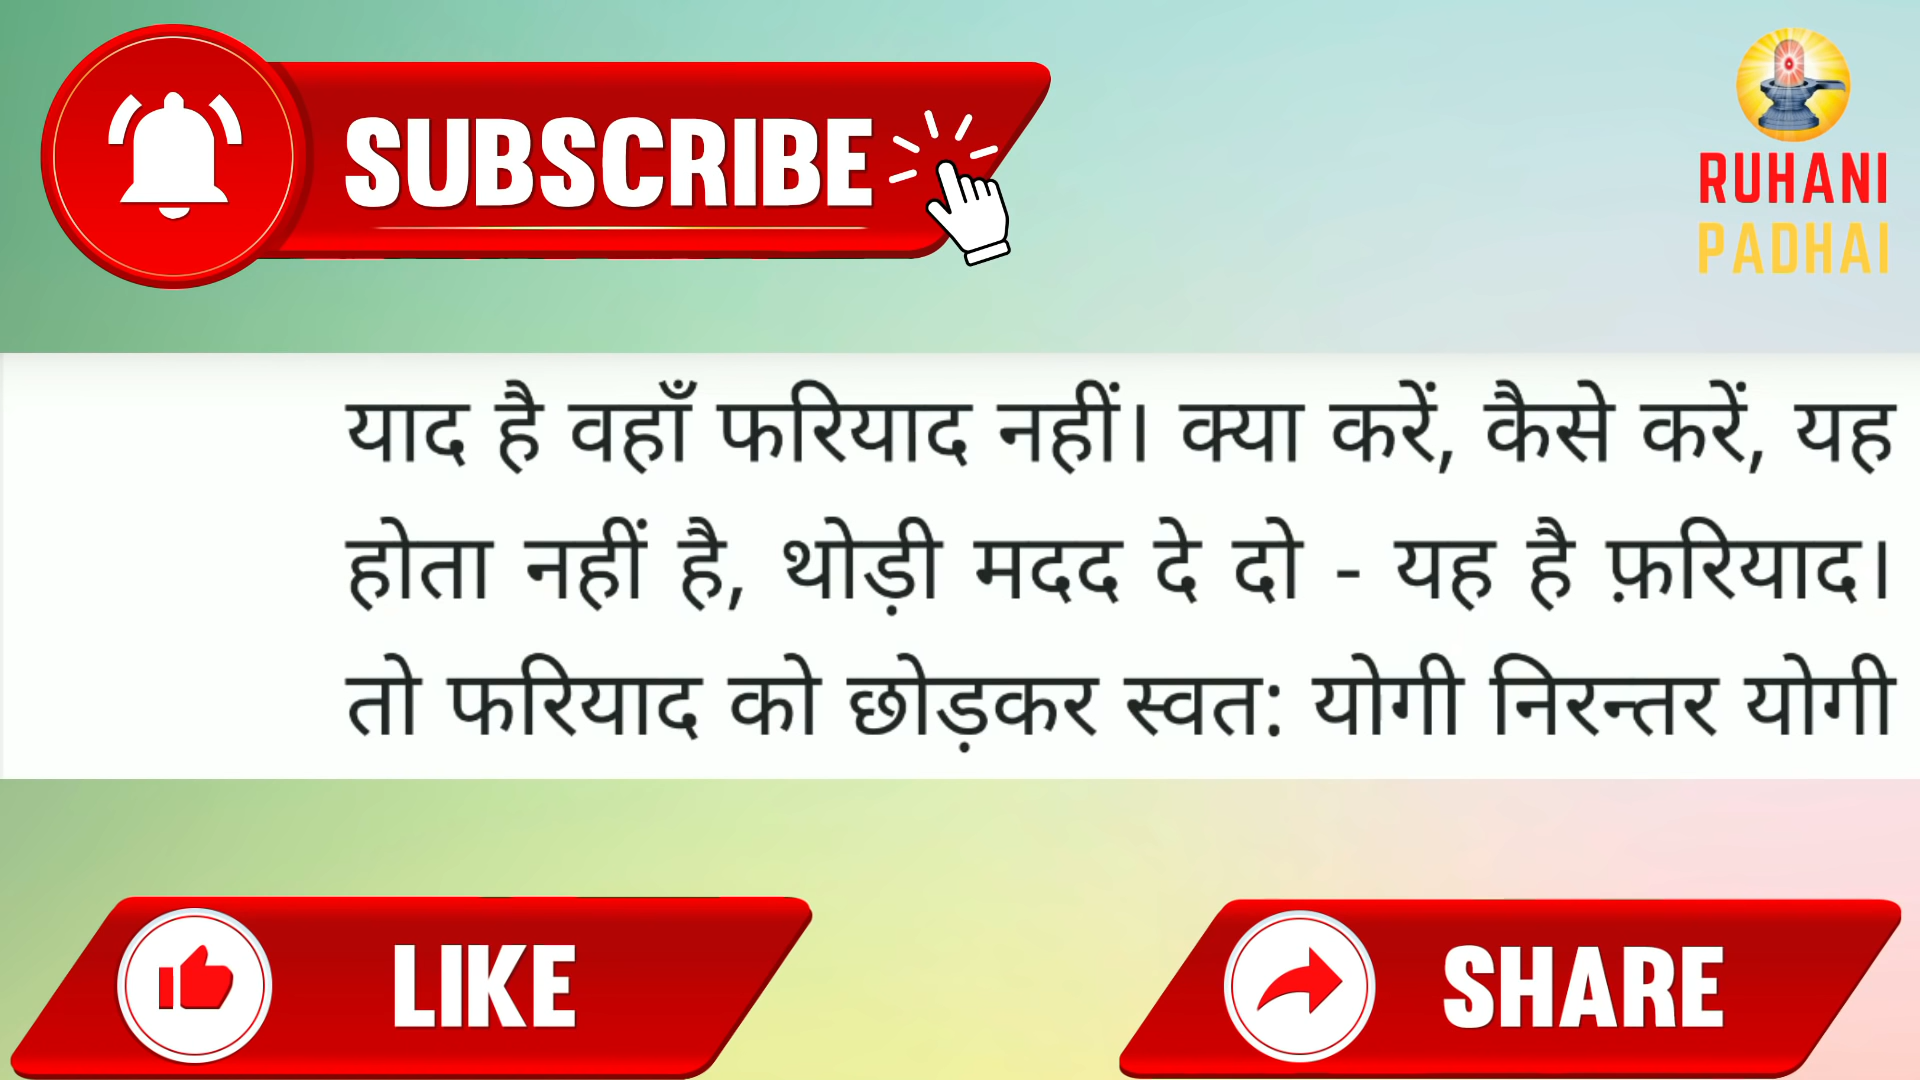 SUBSCRIBE
RUHANI
PADHAI
याद है वहाँ फरियाद नहीं। क्या करें, कैसे करें, यह
होता नहीं है, थोड़ी मदद दे दो - यह है फ़रियाद।
तो फरियाद को छोड़कर स्वत: योगी निरन्तर योगी
LIKE
SHARE